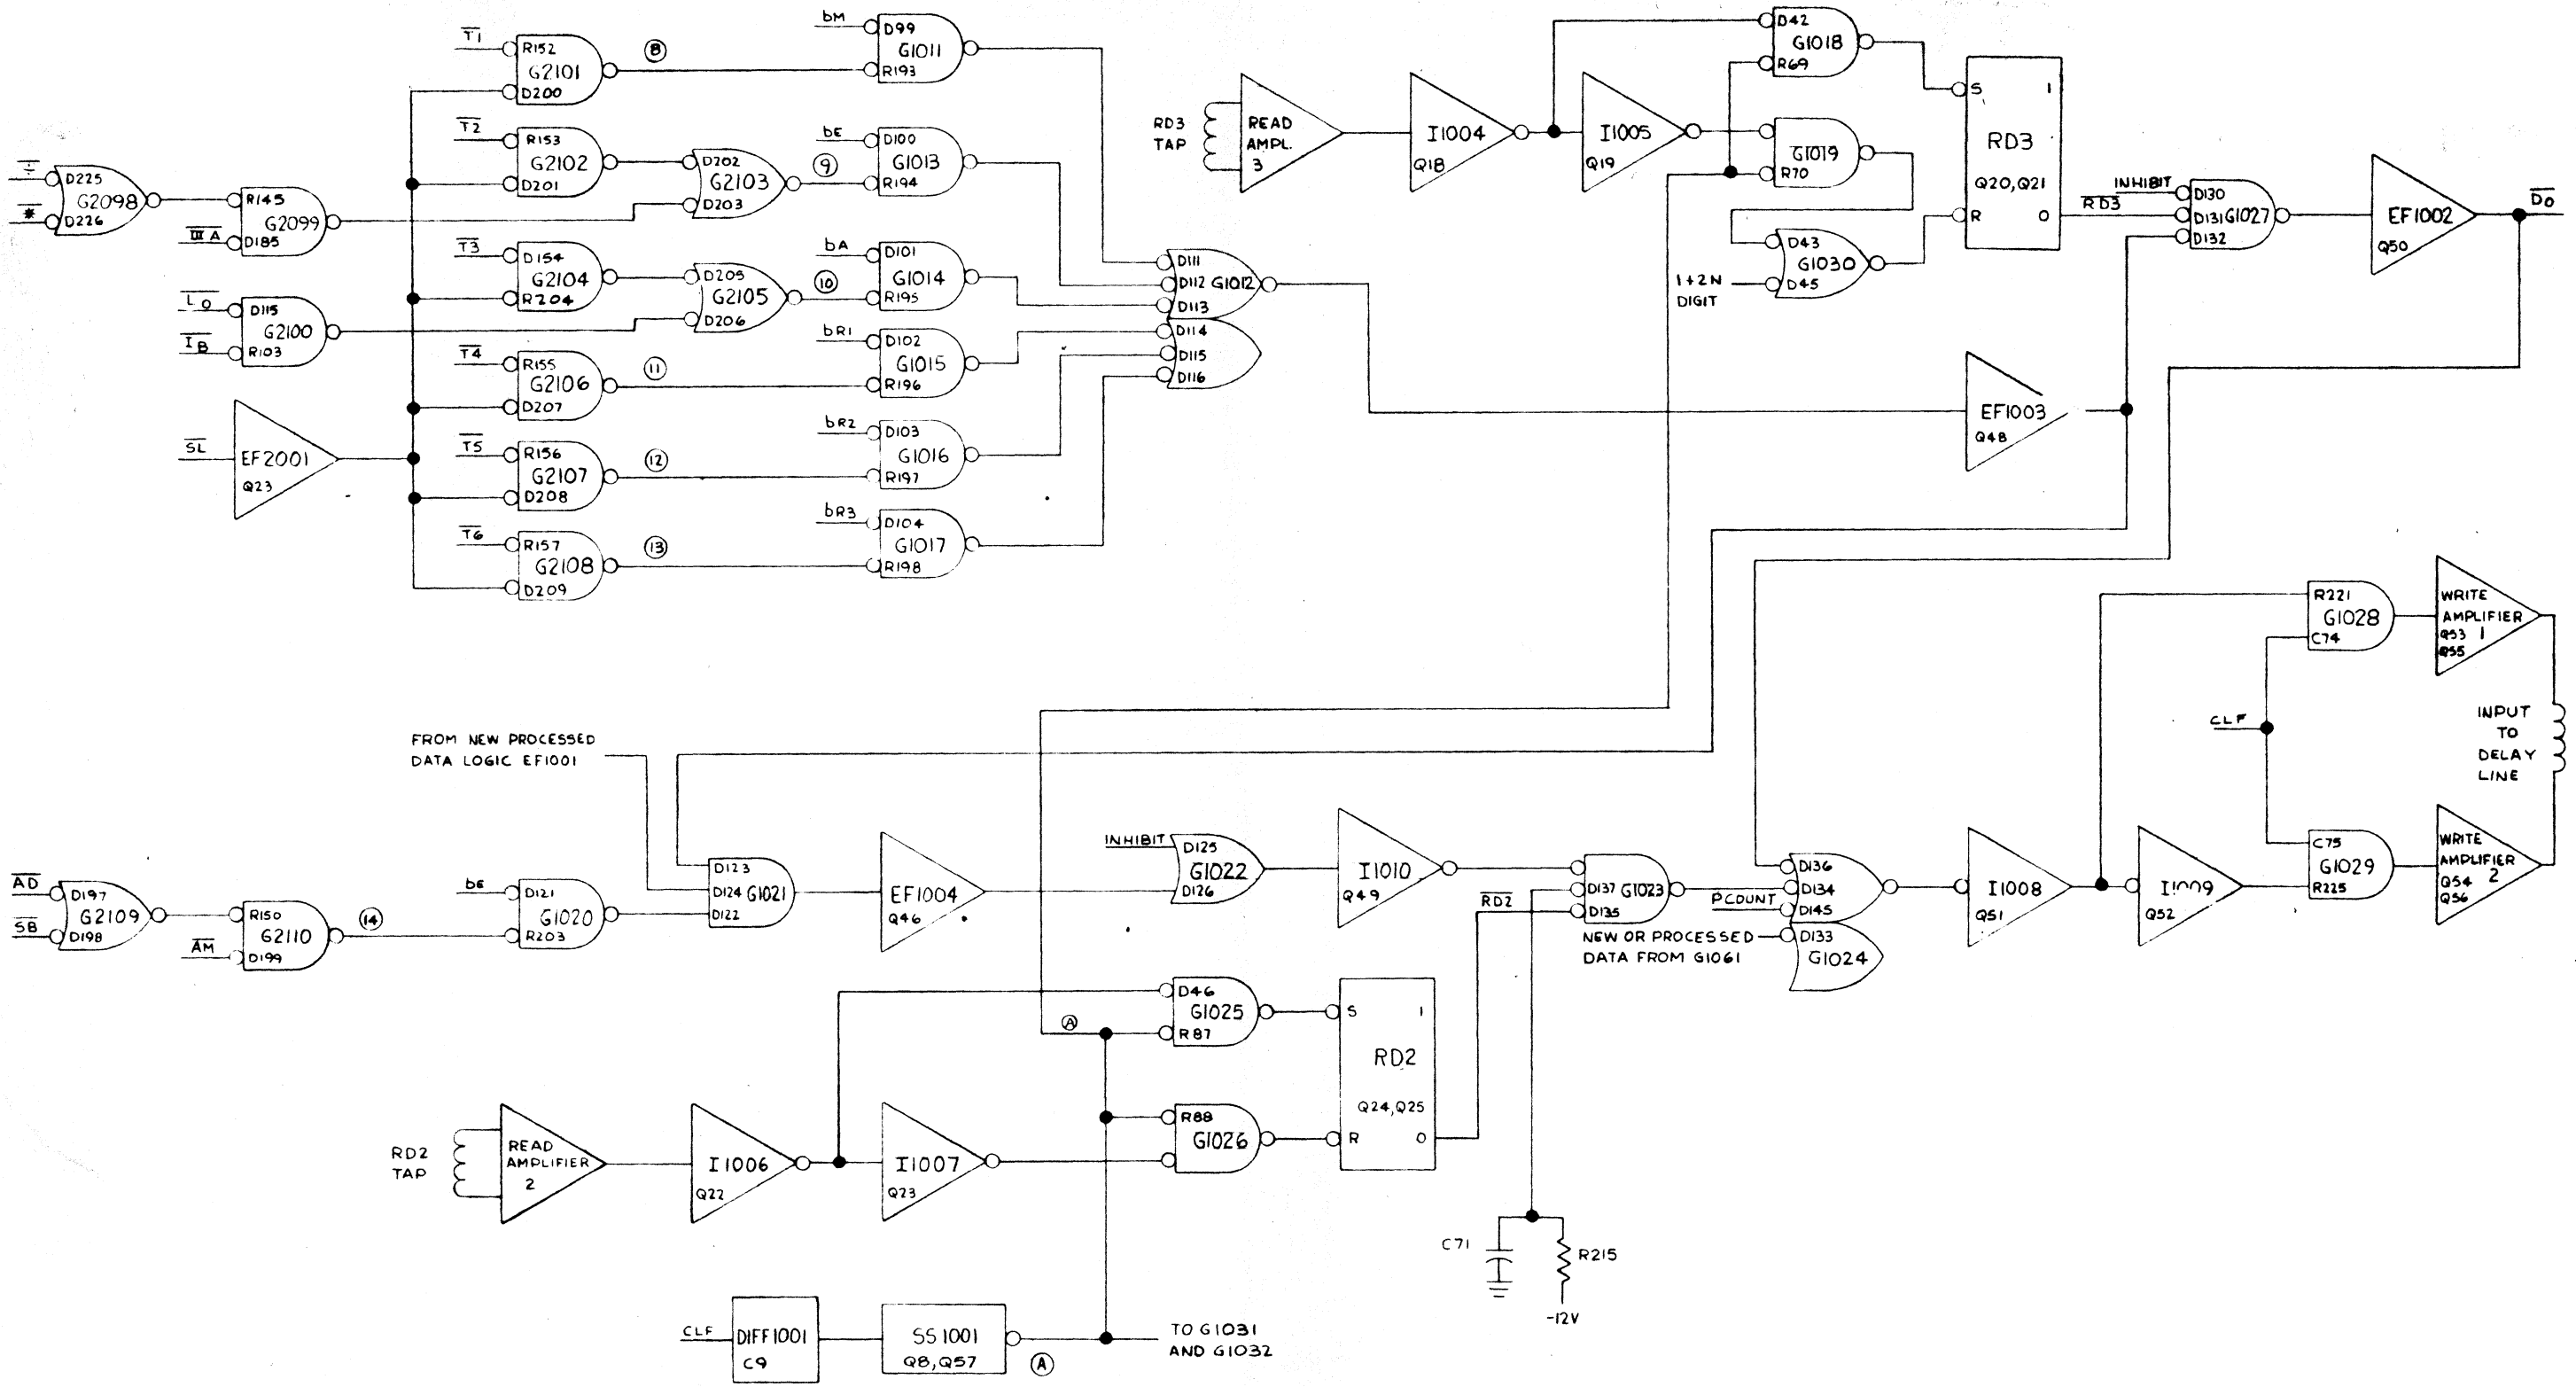 T1
R152
G2101
D200
8
bM
D99
G1011
R193
T2
R153
G2102
D201
D202
G2103
D203
9
bE
D100
G1013
R194
÷
D225
G2098
*
D226
R145
G2099
III A
D185
T3
D154
G2104
R204
D205
G2105
D206
10
bA
D101
G1014
R195
LO
D115
G2100
IB
R103
T4
R155
G2106
D207
11
bR1
D102
G1015
R196
SL
EF2001
Q23
T5
R156
G2107
D208
12
bR2
D103
G1016
R197
T6
R157
G2108
D209
13
bR3
D104
G1017
R198
D111
D112 G1012
D113
D114
D115
D116
RD3
TAP
READ
AMPL.
3
I1004
Q18
I1005
Q19
D42
G1018
R69
G1019
R70
D43
G1030
D45
1+2N
DIGIT
S 1
RD3
Q20,Q21
R 0
RD3
INHIBIT
D130
D131 G1027
D132
EF1002
Q50
D0
EF1003
Q48
R221
G1028
C74
WRITE
AMPLIFIER
Q53 1
Q55
CLF
INPUT
TO
DELAY
LINE
C75
G1029
R225
WRITE
AMPLIFIER
Q54 2
Q56
FROM NEW PROCESSED
DATA LOGIC EF1001
AD
D197
G2109
SB
D198
R150
G2110
AM
D199
14
bE
D121
G1020
R203
D123
D124 G1021
D122
EF1004
Q46
INHIBIT
D125
G1022
D126
I1010
Q49
RD2
D137 G1023
D135
PCOUNT
NEW OR PROCESSED
DATA FROM G1061
D136
D134
D145
D133
G1024
I1008
Q51
I1009
Q52
A
D46
G1025
R87
R88
G1026
S 1
RD2
Q24,Q25
R 0
RD2
TAP
READ
AMPLIFIER
2
I1006
Q22
I1007
Q23
C71
R215
-12V
CLF
DIFF1001
C9
SS1001
Q8,Q57
A
TO G1031
AND G1032